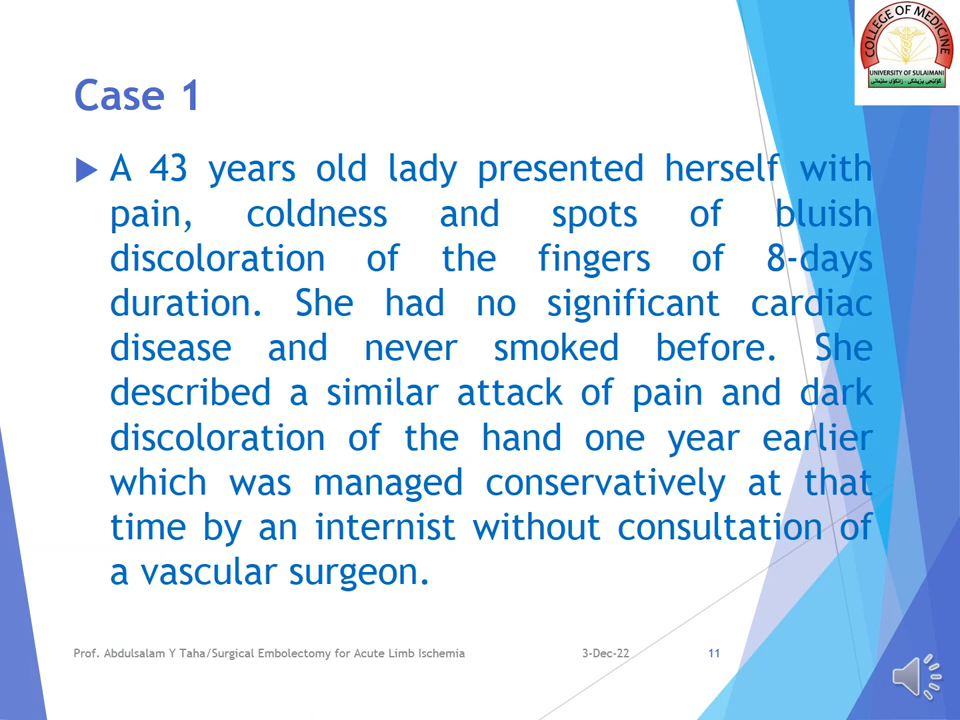 COLLEGE OF MEDICINE
UNIVERSITY OF SULAIMANI
Case 1
A 43 years old lady presented herself with
pain, coldness and spots of bluish
discoloration of the fingers of 8-days
duration. She had no significant cardiac
disease and never smoked before. She
described a similar attack of pain and dark
discoloration of the hand one year earlier
which was managed conservatively at that
time by an internist without consultation of
a vascular surgeon.
Prof. Abdulsalam Y Taha/Surgical Embolectomy for Acute Limb Ischemia 3-Dec-22 11